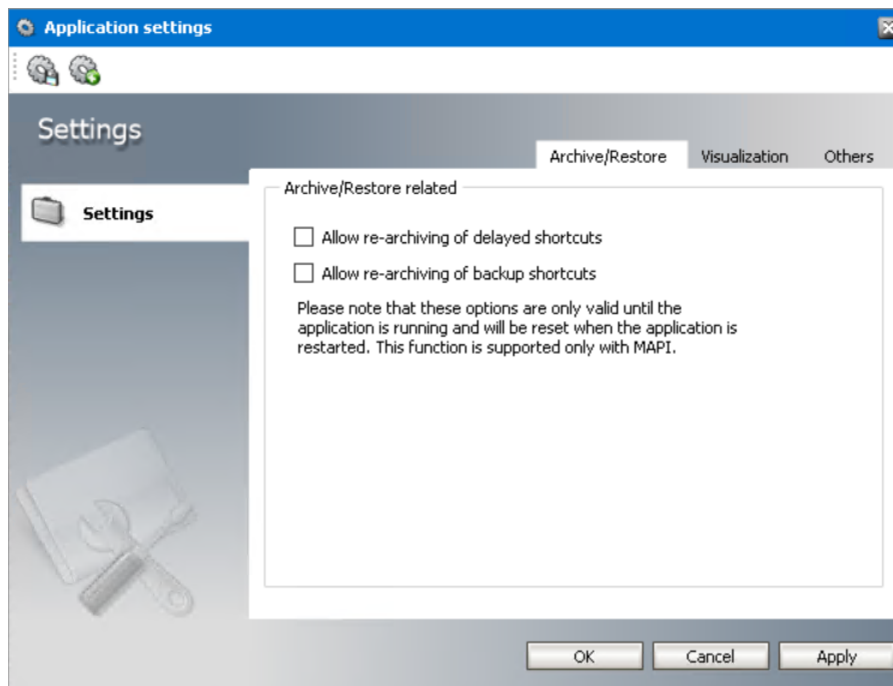 Application settings
Settings
Archive/Restore Visualization Others
Settings
Archive/Restore related
Allow re-archiving of delayed shortcuts
Allow re-archiving of backup shortcuts
Please note that these options are only valid until the
application is running and will be reset when the application is
restarted. This function is supported only with MAPI.
OK Cancel Apply